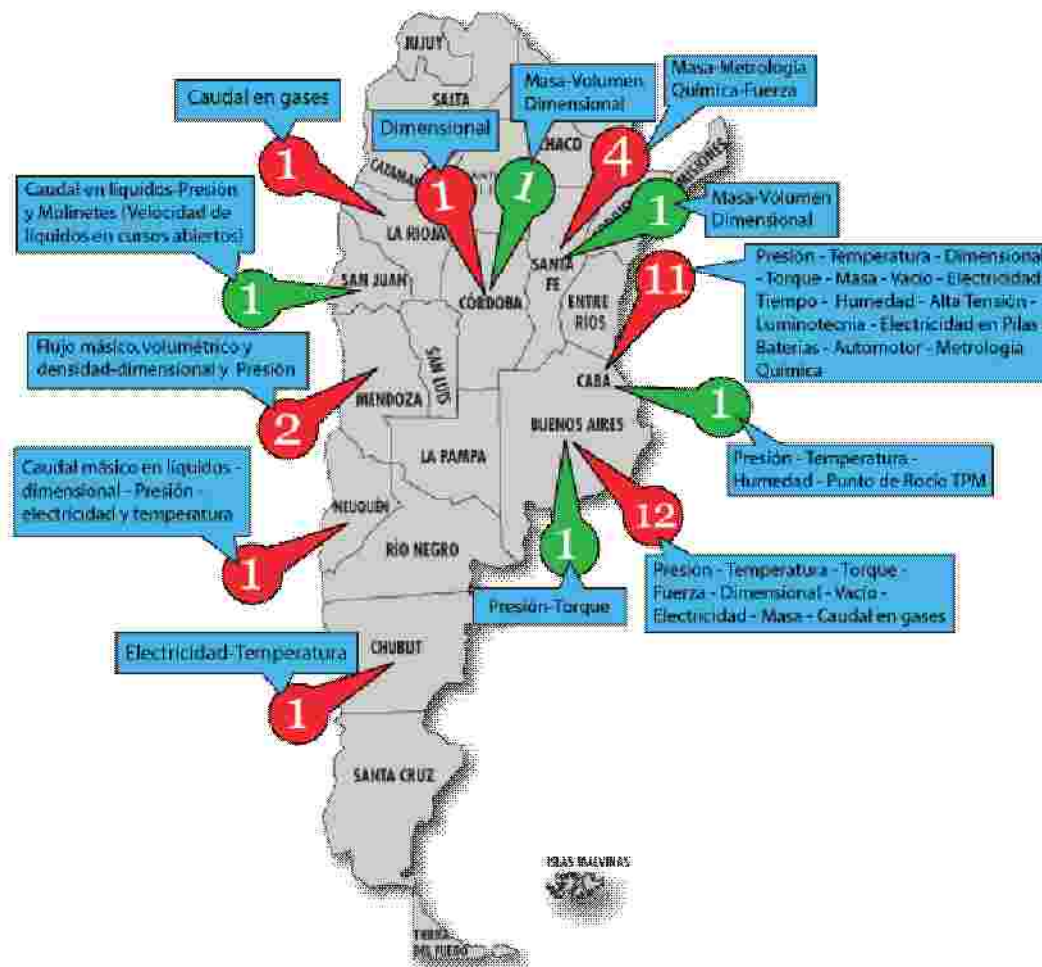 JUJUY
SALTA
Caudal en gases
1
Dimensional
1
Masa-Volumen
Dimensional
1
Masa-Metrología
Química-Fuerza
4
CHACO
MISIONES
Masa-Volumen
Dimensional
1
Caudal en líquidos-Presión
y Molinetes (Velocidad de
líquidos en cursos abiertos)
1
LA RIOJA
SAN JUAN
CÓRDOBA
SANTA
FE
ENTRE
RÍOS
11
Presión - Temperatura - Dimensional
- Torque - Masa - Vacío - Electricidad
Tiempo - Humedad - Alta Tensión -
Luminotecnia - Electricidad en Pilas
Baterías - Automotor - Metrología
Química
Flujo másico, volumétrico y
densidad-dimensional y Presión
2
MENDOZA
SAN LUIS
CABA
1
Presión - Temperatura -
Humedad - Punto de Rocío TPM
BUENOS AIRES
LA PAMPA
Caudal másico en líquidos -
dimensional - Presión -
electricidad y temperatura
1
NEUQUÉN
RÍO NEGRO
1
Presión-Torque
12
Presión - Temperatura - Torque -
Fuerza - Dimensional - Vacío -
Electricidad - Masa - Caudal en gases
Electricidad-Temperatura
1
CHUBUT
SANTA CRUZ
ISLAS MALVINAS
TIERRA
DEL FUEGO